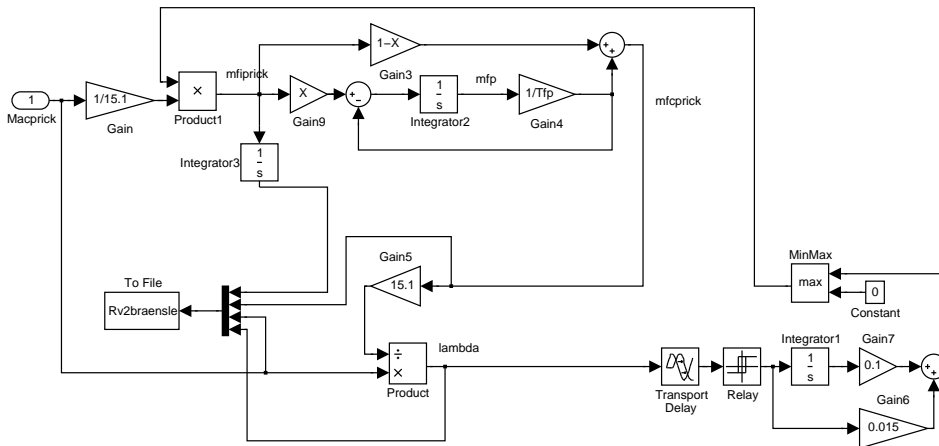 1
Macprick
1/15.1
Gain
×
Product1
mfiprick
1−X
Gain3
X
Gain9
+
−
1
s
Integrator2
mfp
1/Tfp
Gain4
+
+
mfcprick
Integrator3
1
s
To File
Rv2braensle
Gain5
15.1
÷
×
Product
lambda
MinMax
max
0
Constant
Transport
Delay
Relay
Integrator1
1
s
Gain7
0.1
Gain6
0.015
+
+